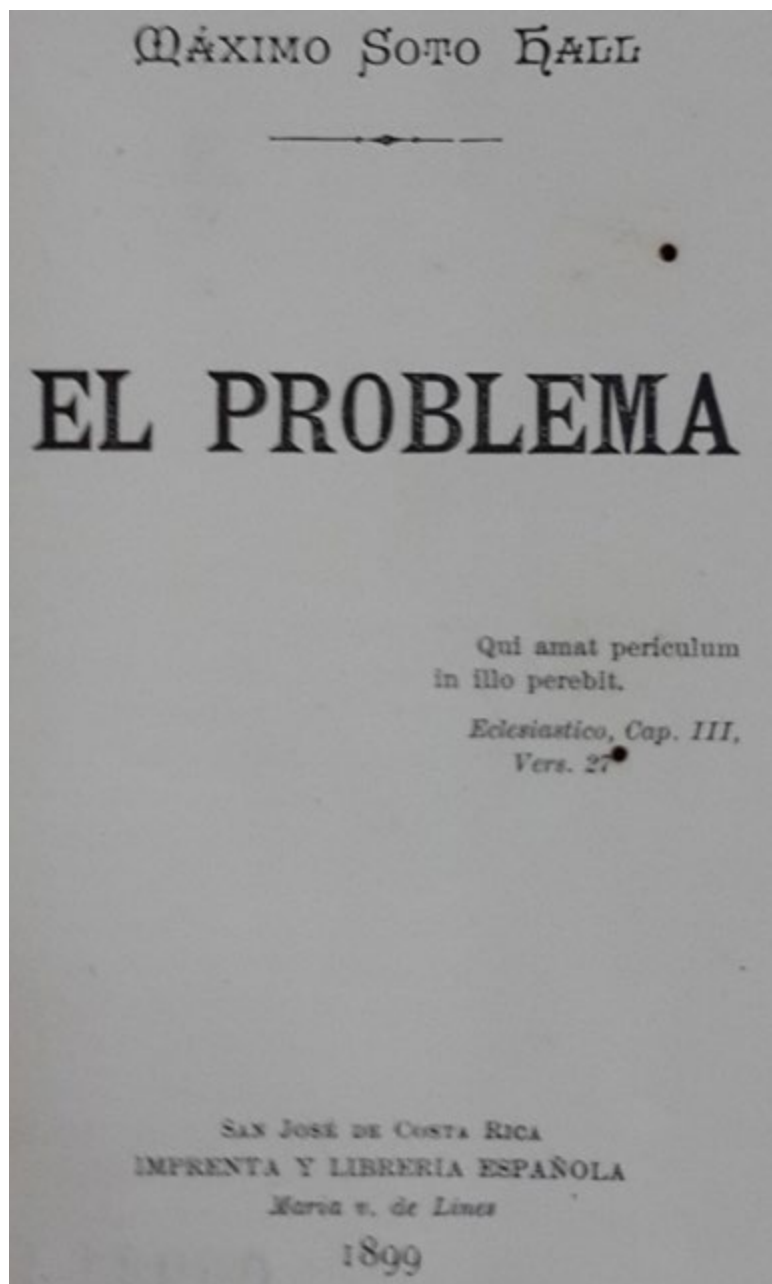 MÁXIMO SOTO HALL
EL PROBLEMA
Qui amat periculum
in illo perebit.
Eclesiastico, Cap. III,
Vers. 27
SAN JOSÉ DE COSTA RICA
IMPRENTA Y LIBRERÍA ESPAÑOLA
María v. de Lines
1899